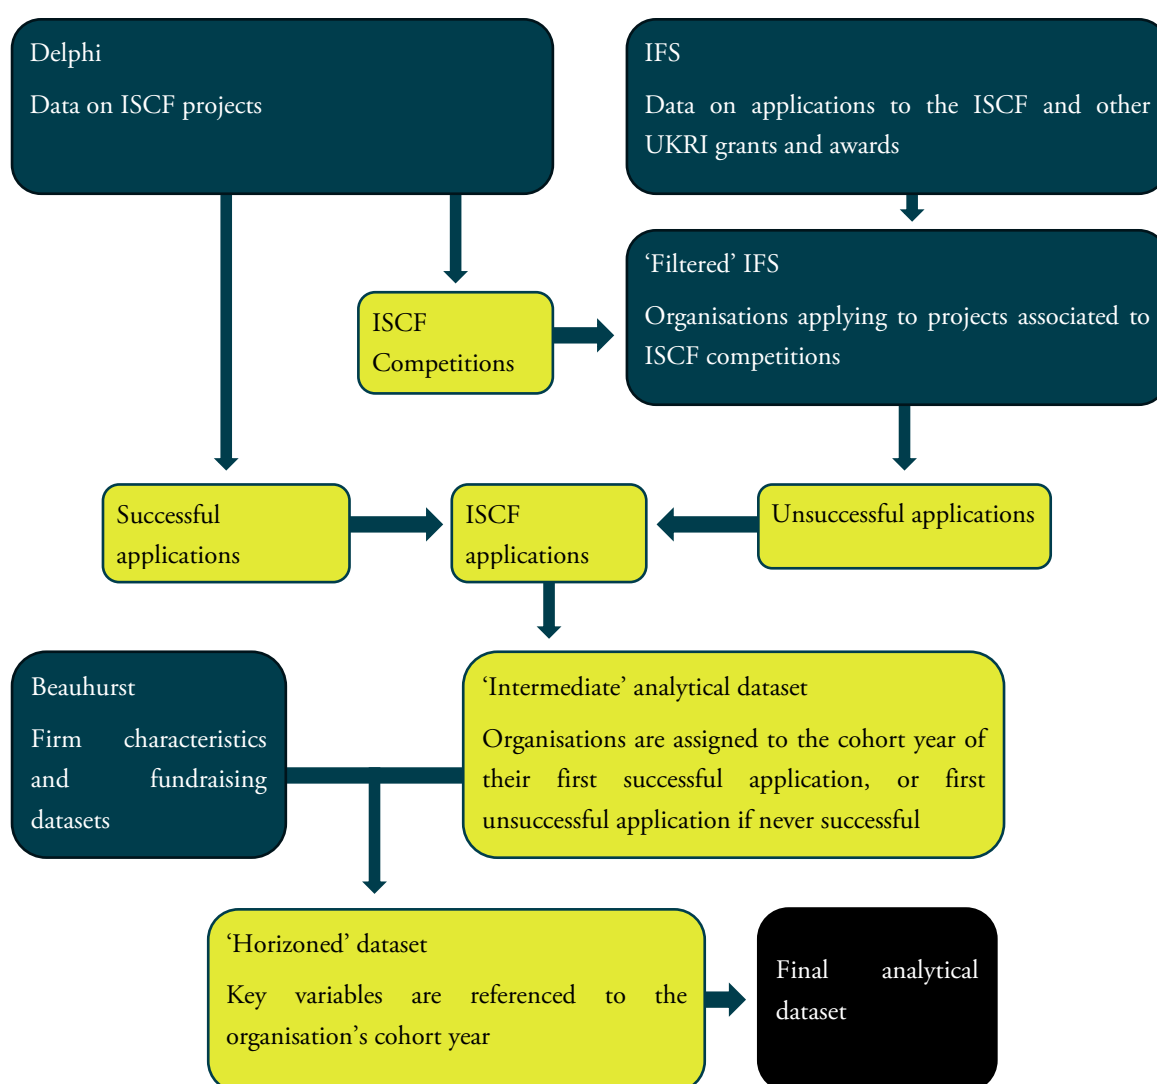 Delphi
Data on ISCF projects
IFS
Data on applications to the ISCF and other
UKRI grants and awards
‘Filtered’ IFS
Organisations applying to projects associated to
ISCF competitions
ISCF
Competitions
Successful
applications
ISCF
applications
Unsuccessful applications
Beauhurst
Firm characteristics
and fundraising
datasets
‘Intermediate’ analytical dataset
Organisations are assigned to the cohort year of
their first successful application, or first
unsuccessful application if never successful
‘Horizoned’ dataset
Key variables are referenced to the
organisation’s cohort year
Final analytical
dataset